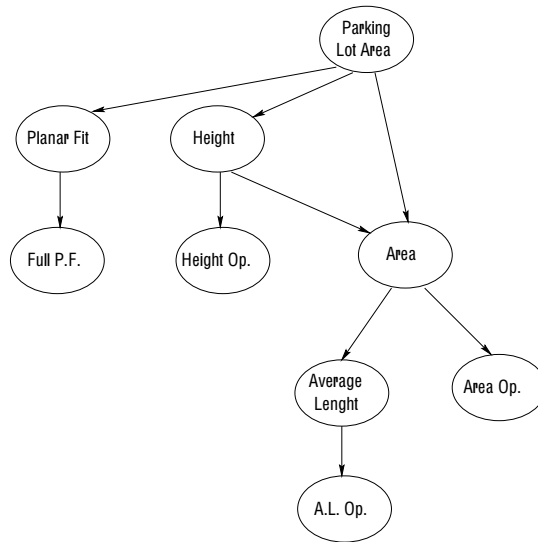 Parking
Lot Area
Planar Fit
Height
Full P.F.
Height Op.
Area
Average
Lenght
Area Op.
A.L. Op.